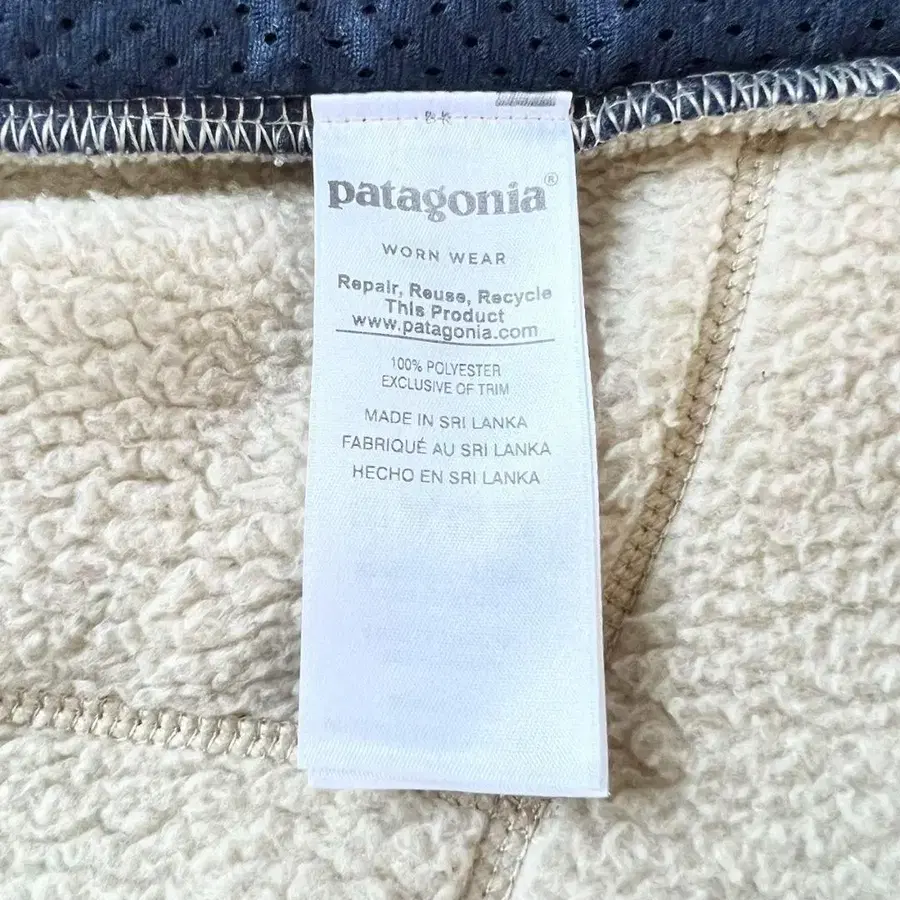 patagonia®
WORN WEAR
Repair, Reuse, Recycle
This Product
www.patagonia.com
100% POLYESTER
EXCLUSIVE OF TRIM
MADE IN SRI LANKA
FABRIQUÉ AU SRI LANKA
HECHO EN SRI LANKA